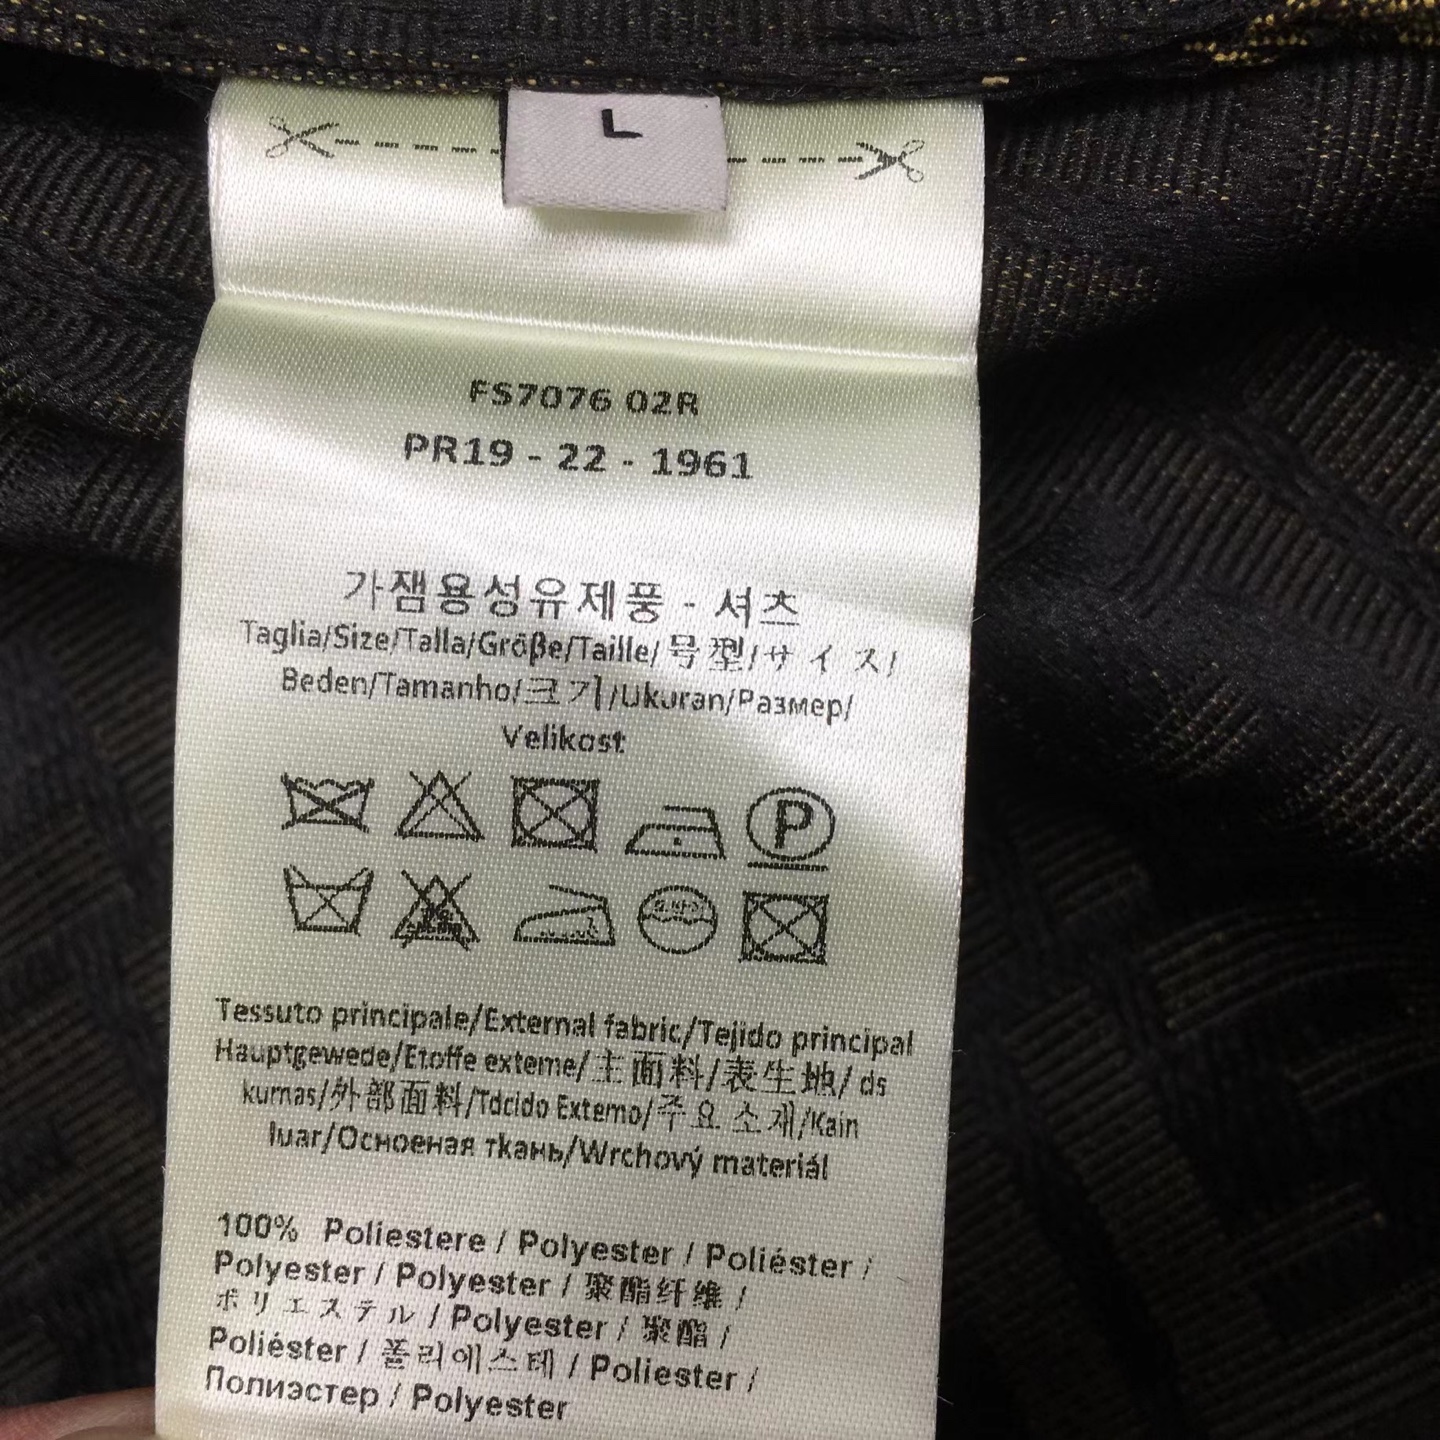 L
FS7076 02R
PR19 - 22 - 1961
가잼용성유제풍 - 셔츠
Taglia/Size/Talla/Größe/Taille/号型/サイス/
Beden/Tamanho/크기/Ukuran/Размер/
Velikost
P
Tessuto principale/External fabric/Tejido principal
Hauptgewede/Etoffe exteme/主面料/表生地/ds
kumas/外部面料/Tdcido Extemo/주요 소재/Kain
luar/Осноеная ткань/Wrchový materiál
100% Poliestere / Polyester / Poliéster /
Polyester / Polyester / 聚酯纤维 /
ポリエステル / Polyester / 聚酯 /
Poliéster / 폴리에스테 / Poliester /
Полиэстер / Polyester